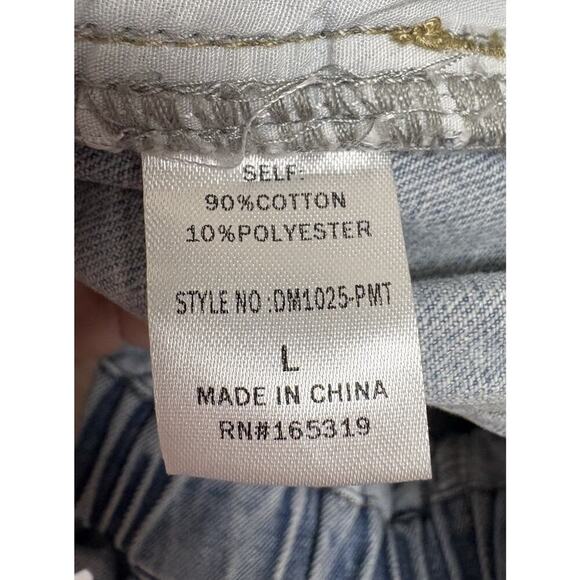 SELF:
90%COTTON
10%POLYESTER
STYLE NO :DM1025-PMT
L
MADE IN CHINA
RN#165319